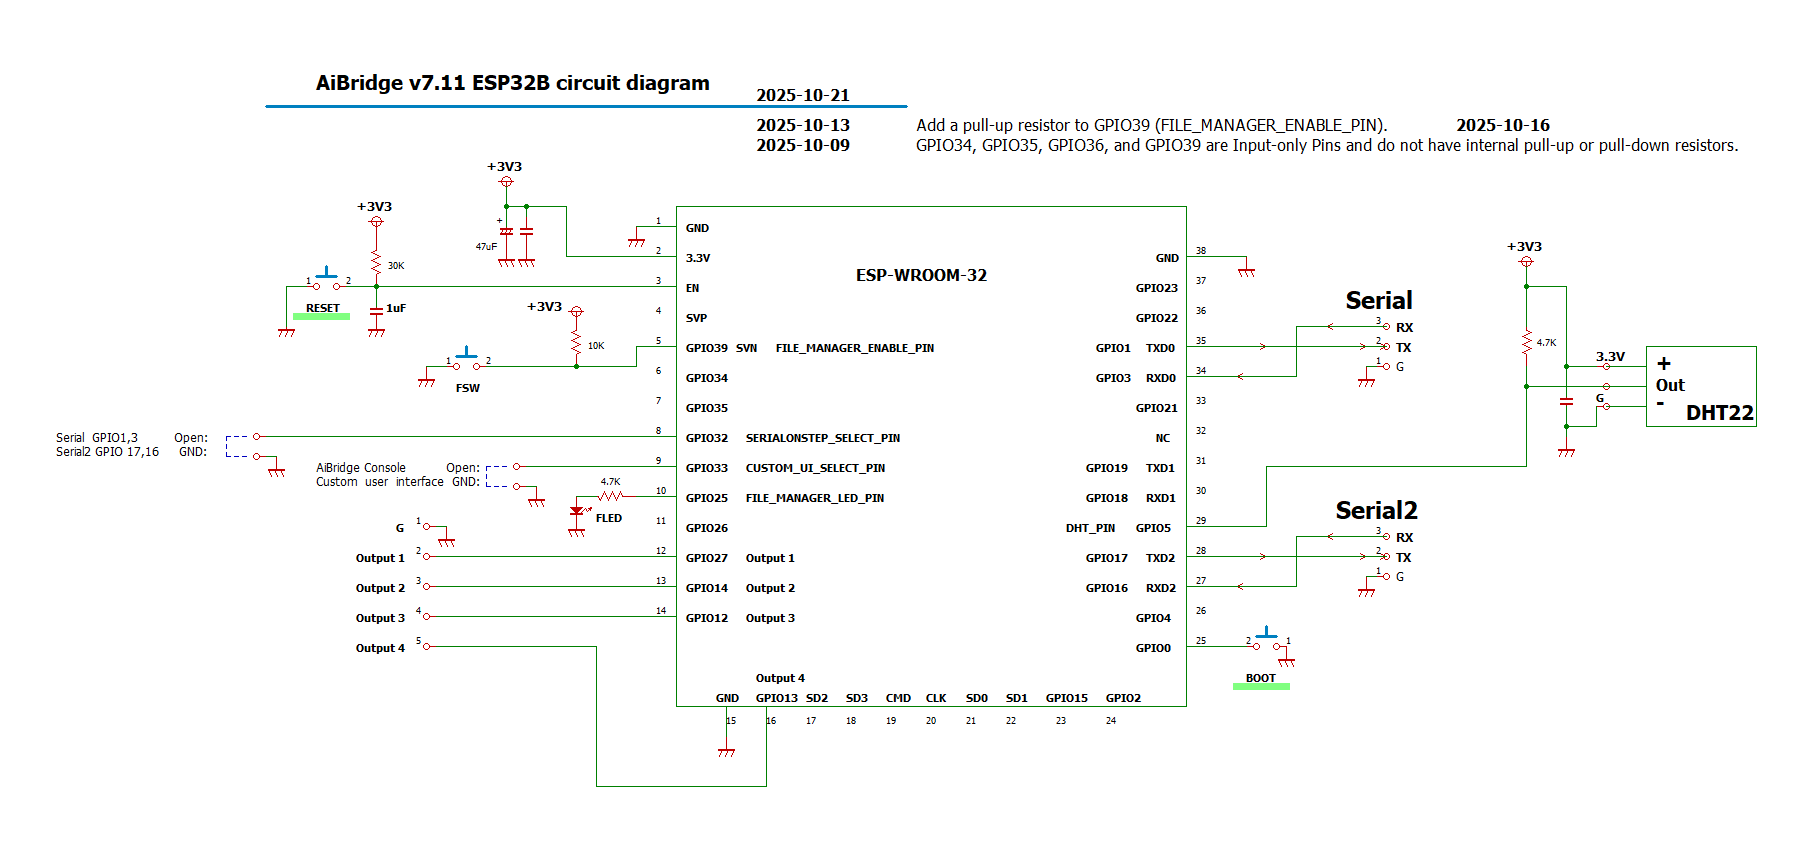 AiBridge v7.11 ESP32B circuit diagram
2025-10-21
2025-10-13 Add a pull-up resistor to GPIO39 (FILE_MANAGER_ENABLE_PIN). 2025-10-16
2025-10-09 GPIO34, GPIO35, GPIO36, and GPIO39 are Input-only Pins and do not have internal pull-up or pull-down resistors.
+3V3
+3V3
+
47uF
30K
1 2
RESET
1uF
+3V3
10K
1 2
FSW
Serial GPIO1,3 Open:
Serial2 GPIO 17,16 GND:
AiBridge Console Open:
Custom user interface GND:
4.7K
FLED
G 1
Output 1 2
Output 2 3
Output 3 4
Output 4 5
ESP-WROOM-32
1 GND
2 3.3V
3 EN
4 SVP
5 GPIO39 SVN FILE_MANAGER_ENABLE_PIN
6 GPIO34
7 GPIO35
8 GPIO32 SERIALONSTEP_SELECT_PIN
9 GPIO33 CUSTOM_UI_SELECT_PIN
10 GPIO25 FILE_MANAGER_LED_PIN
11 GPIO26
12 GPIO27 Output 1
13 GPIO14 Output 2
14 GPIO12 Output 3
Output 4
GND GPIO13 SD2 SD3 CMD CLK SD0 SD1 GPIO15 GPIO2
15 16 17 18 19 20 21 22 23 24
GND 38
GPIO23 37
GPIO22 36
GPIO1 TXD0 35
GPIO3 RXD0 34
GPIO21 33
NC 32
GPIO19 TXD1 31
GPIO18 RXD1 30
DHT_PIN GPIO5 29
GPIO17 TXD2 28
GPIO16 RXD2 27
GPIO4 26
GPIO0 25
2 1
BOOT
Serial
3 RX
2 TX
1 G
Serial2
3 RX
2 TX
1 G
+3V3
4.7K
3.3V
G
+
Out
-
DHT22